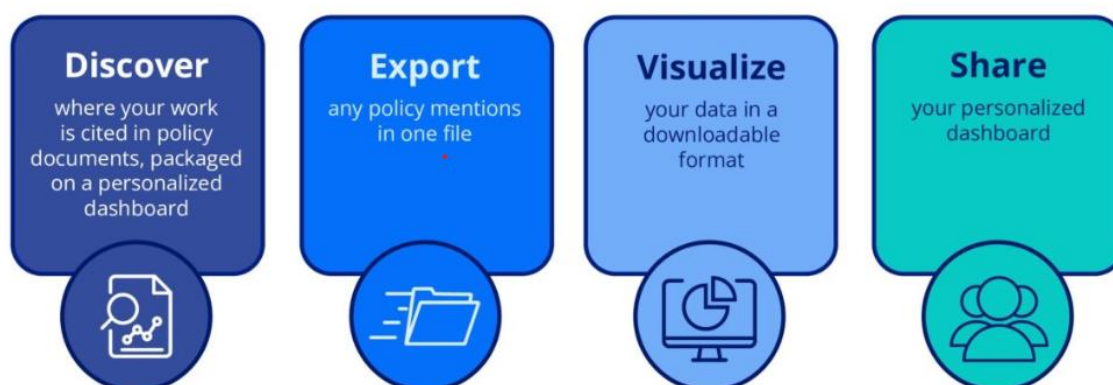 Discover
where your work
is cited in policy
documents, packaged
on a personalized
dashboard
Export
any policy mentions
in one file
Visualize
your data in a
downloadable
format
Share
your personalized
dashboard